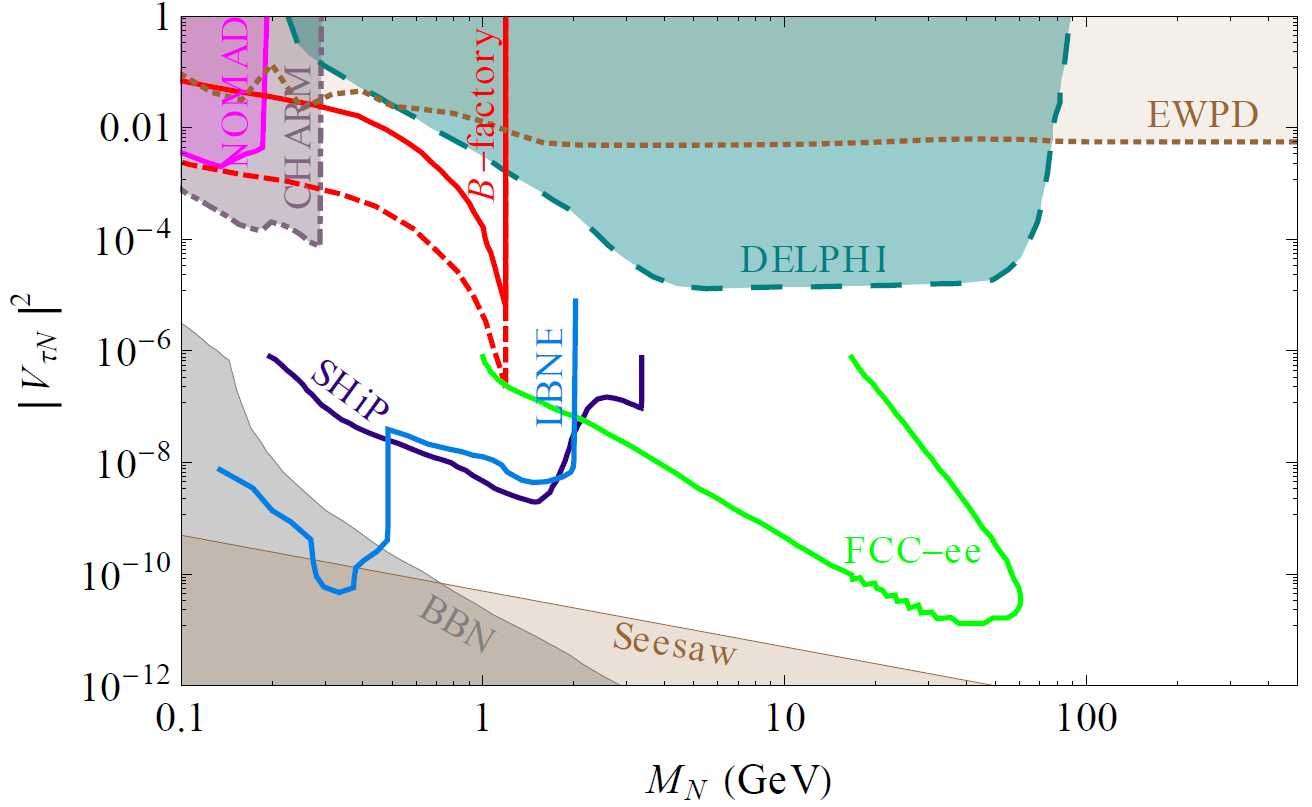 1
0.01
10^−4
10^−6
10^−8
10^−10
10^−12
| V_τN |^2
NOMAD
CHARM
B−factory
EWPD
DELPHI
SHiP
LBNE
FCC−ee
BBN
Seesaw
0.1 1 10 100
M_N (GeV)